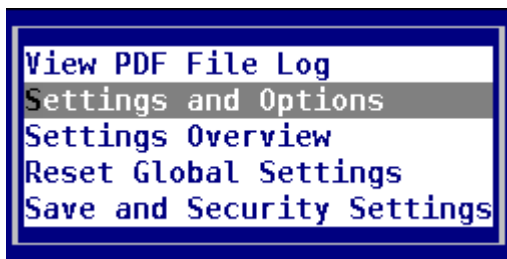 View PDF File Log
Settings and Options
Settings Overview
Reset Global Settings
Save and Security Settings